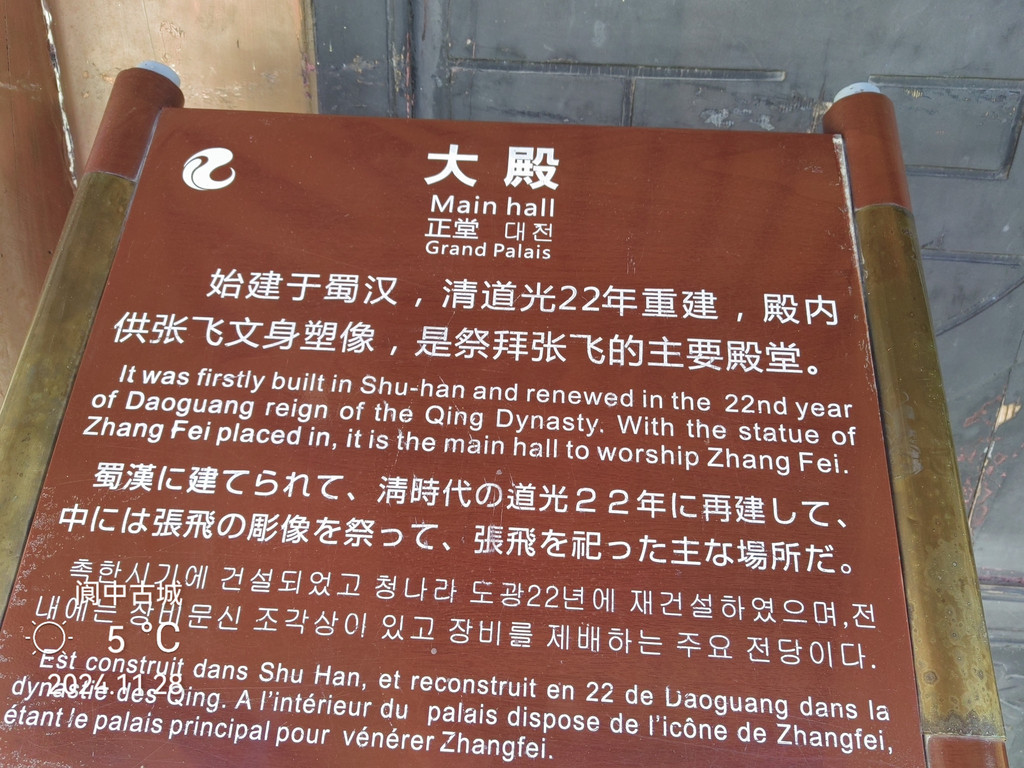 大殿
Main hall
正堂 대전
Grand Palais
始建于蜀汉，清道光22年重建，殿内
供张飞文身塑像，是祭拜张飞的主要殿堂。
It was firstly built in Shu-han and renewed in the 22nd year
of Daoguang reign of the Qing Dynasty. With the statue of
Zhang Fei placed in, it is the main hall to worship Zhang Fei.
蜀漢に建てられて、清時代の道光２２年に再建して、
中には張飛の彫像を祭って、張飛を祀った主な場所だ。
촉한시기에 건설되었고 청나라 도광22년에 재건설하였으며,전
내에는 장비문신 조각상이 있고 장비를 제배하는 주요 전당이다.
Est construit dans Shu Han, et reconstruit en 22 de Daoguang dans la
dynastie des Qing. A l'intérieur du palais dispose de l'icône de Zhangfei,
étant le palais principal pour vénérer Zhangfei.
阆中古城
5 °C
2024.11.28